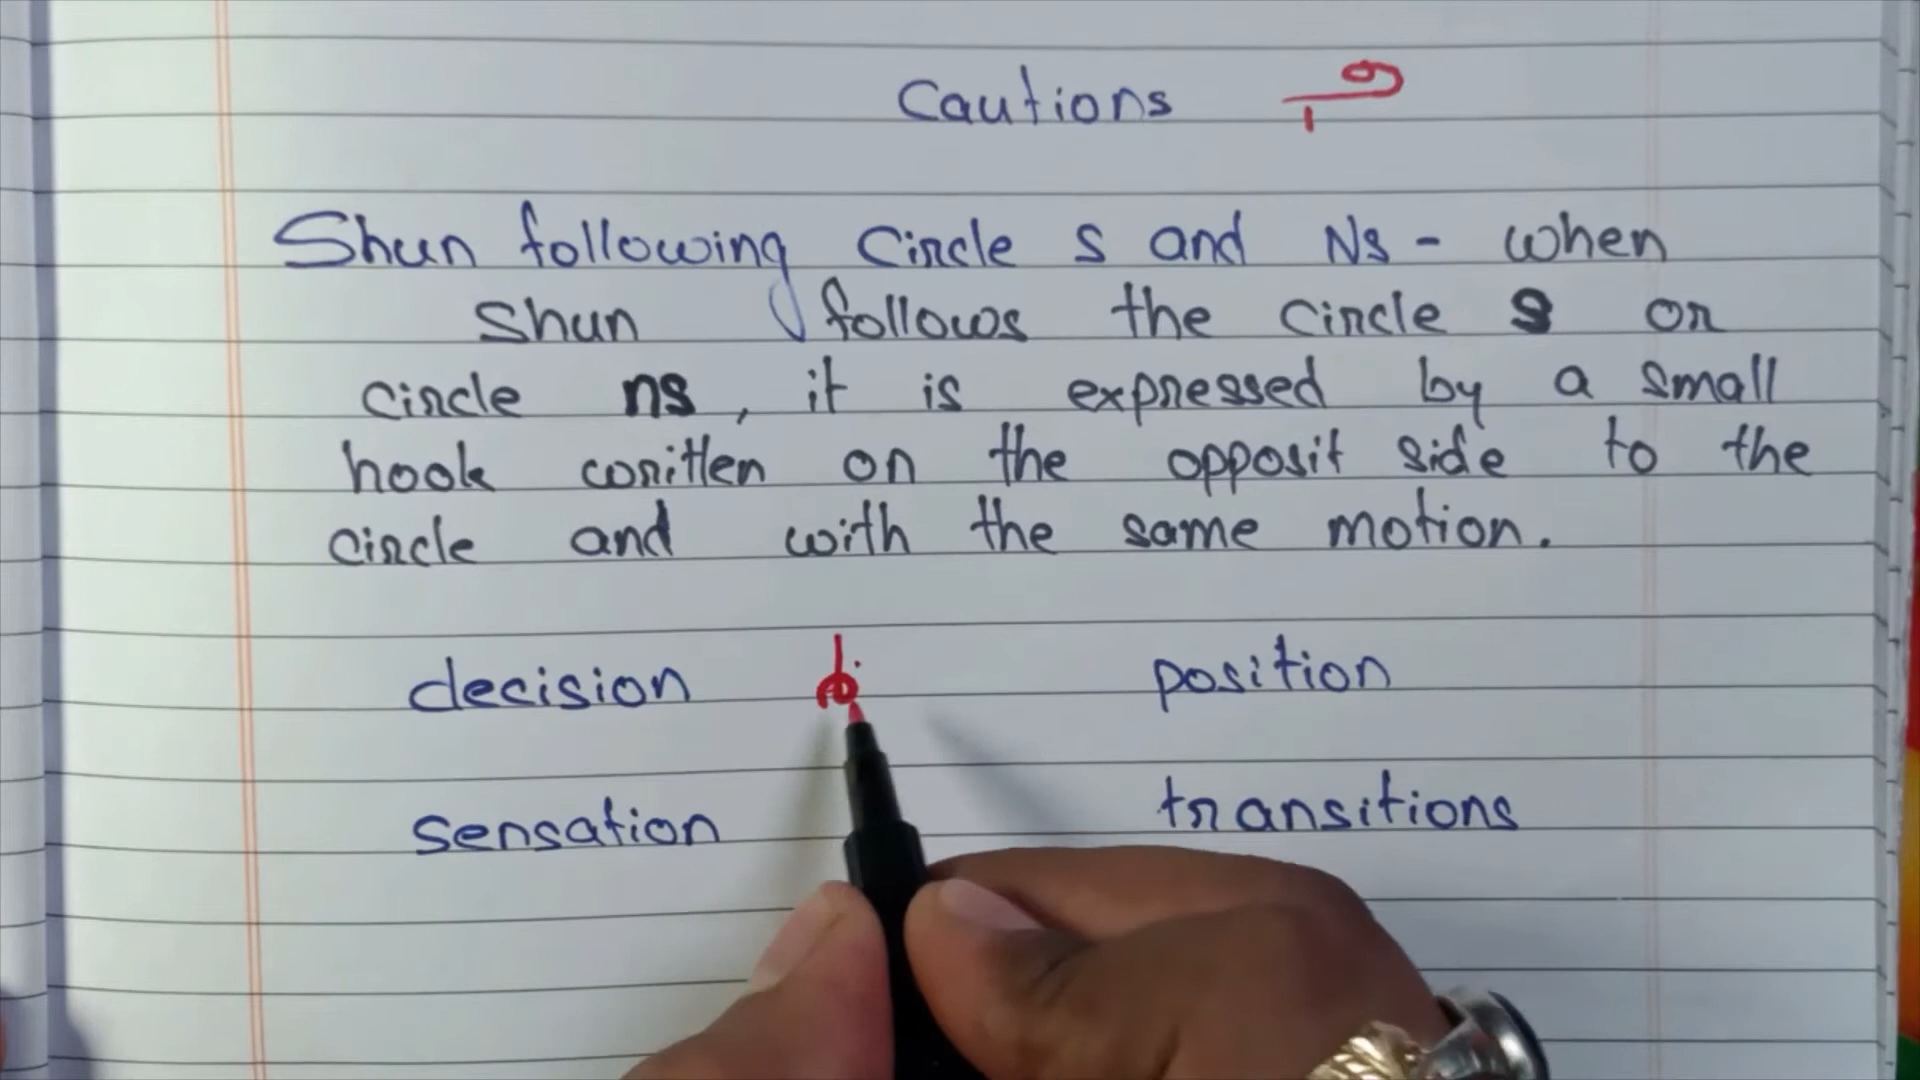 Cautions
Shun following Circle s and Ns - when
Shun follows the circle s or
circle ns, it is expressed by a small
hook written on the opposit side to the
circle and with the same motion.
decision position
sensation transitions